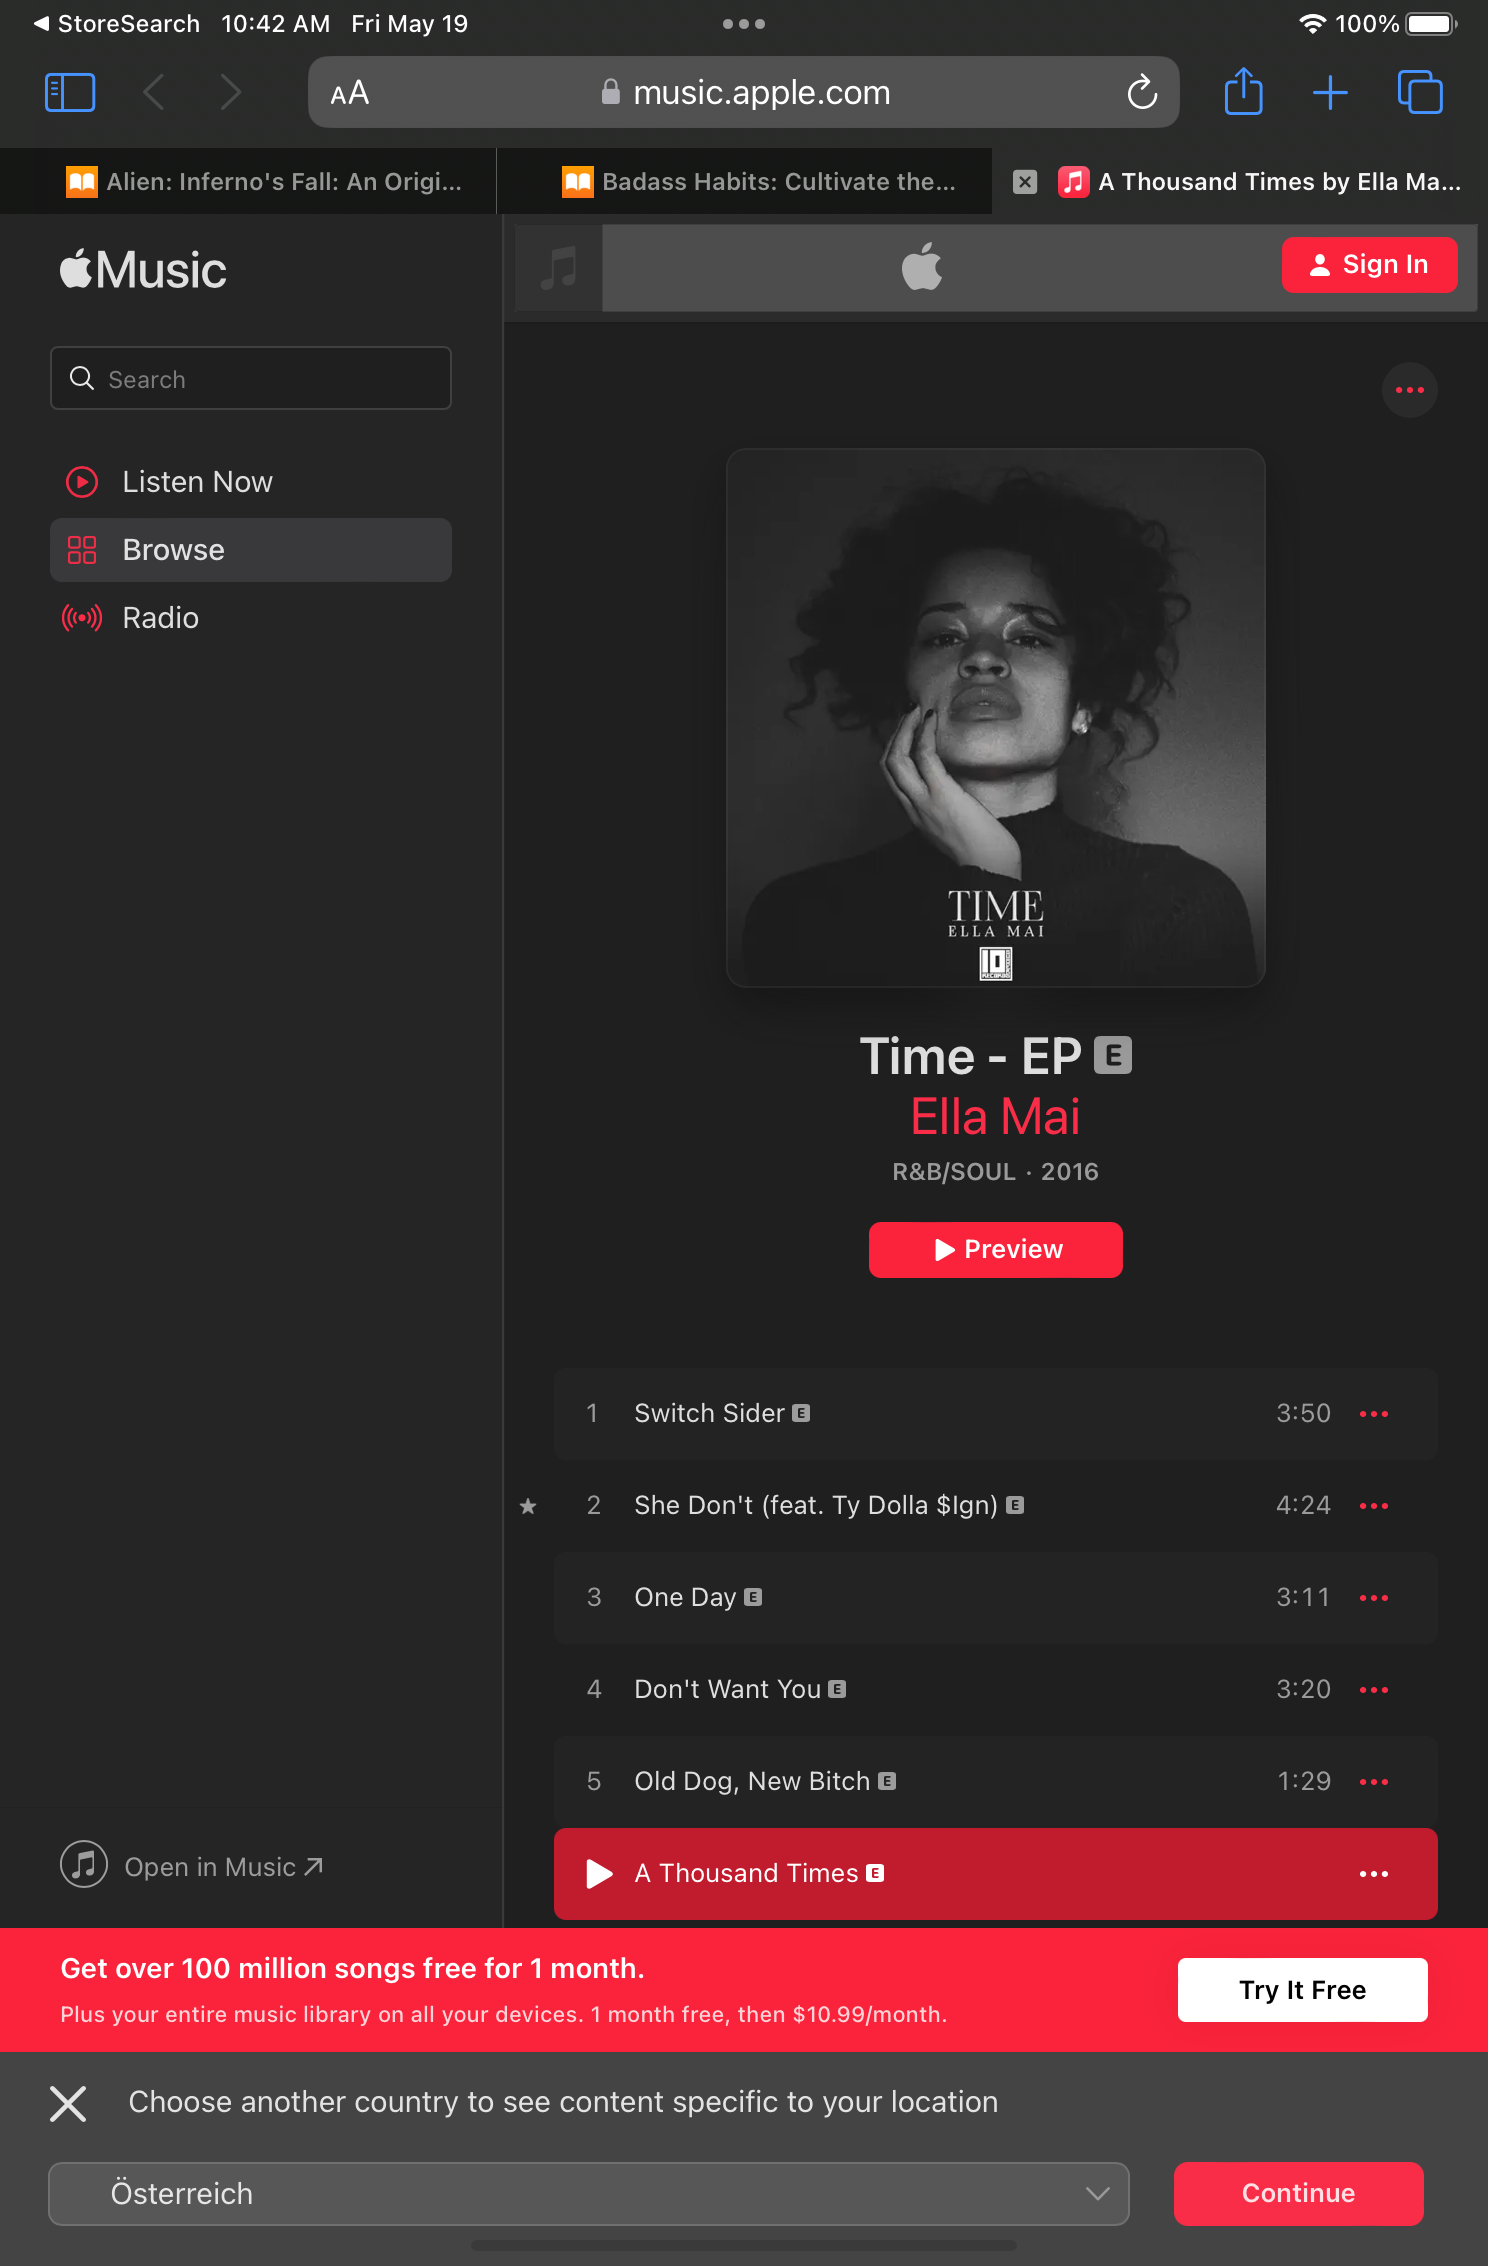 StoreSearch 10:42 AM Fri May 19 100%
AA music.apple.com
Alien: Inferno's Fall: An Origi...
Badass Habits: Cultivate the...
A Thousand Times by Ella Ma...
Music
Sign In
Search
Listen Now
Browse
Radio
TIME
ELLA MAI
10
RECORDS
Time - EP E
Ella Mai
R&B/SOUL · 2016
Preview
1 Switch Sider E 3:50
2 She Don't (feat. Ty Dolla $Ign) E 4:24
3 One Day E 3:11
4 Don't Want You E 3:20
5 Old Dog, New Bitch E 1:29
A Thousand Times E
Open in Music
Get over 100 million songs free for 1 month.
Plus your entire music library on all your devices. 1 month free, then $10.99/month.
Try It Free
Choose another country to see content specific to your location
Österreich
Continue